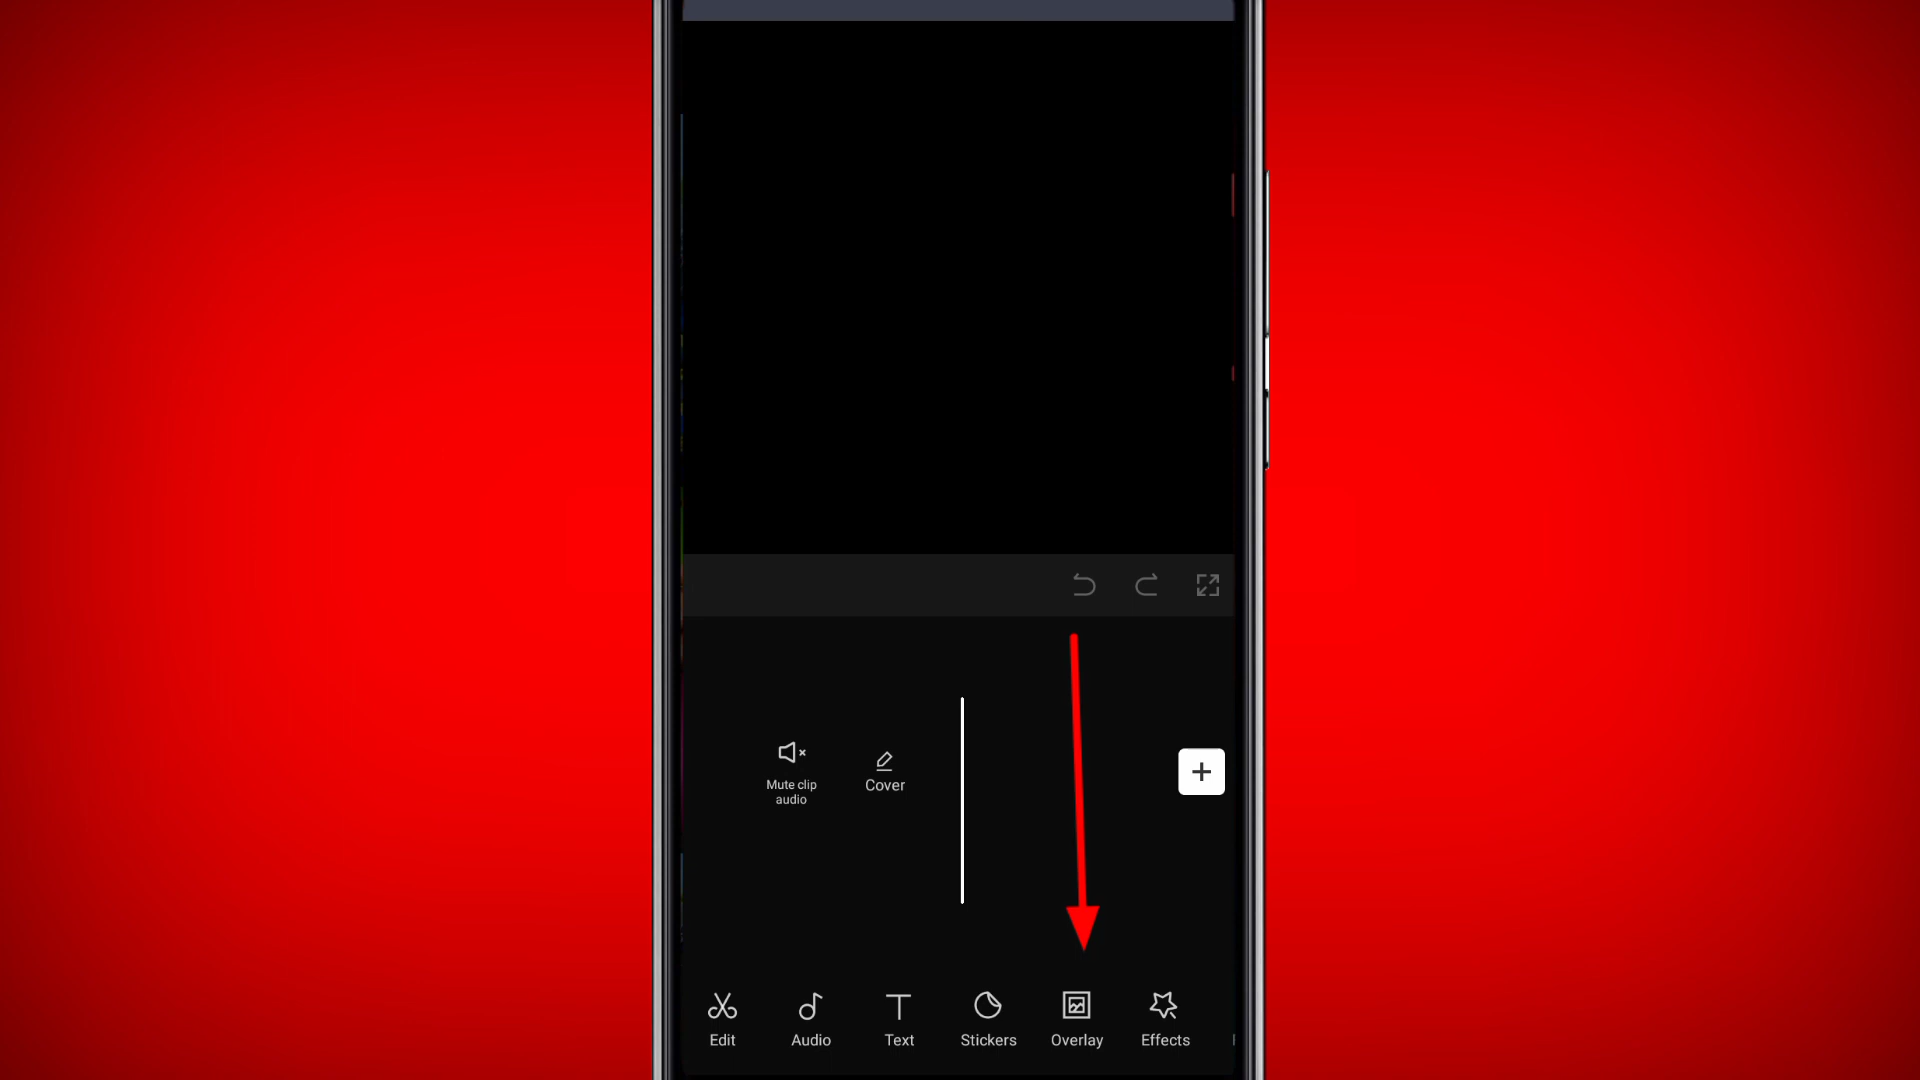 Mute clip
audio
Cover
Edit
Audio
Text
Stickers
Overlay
Effects